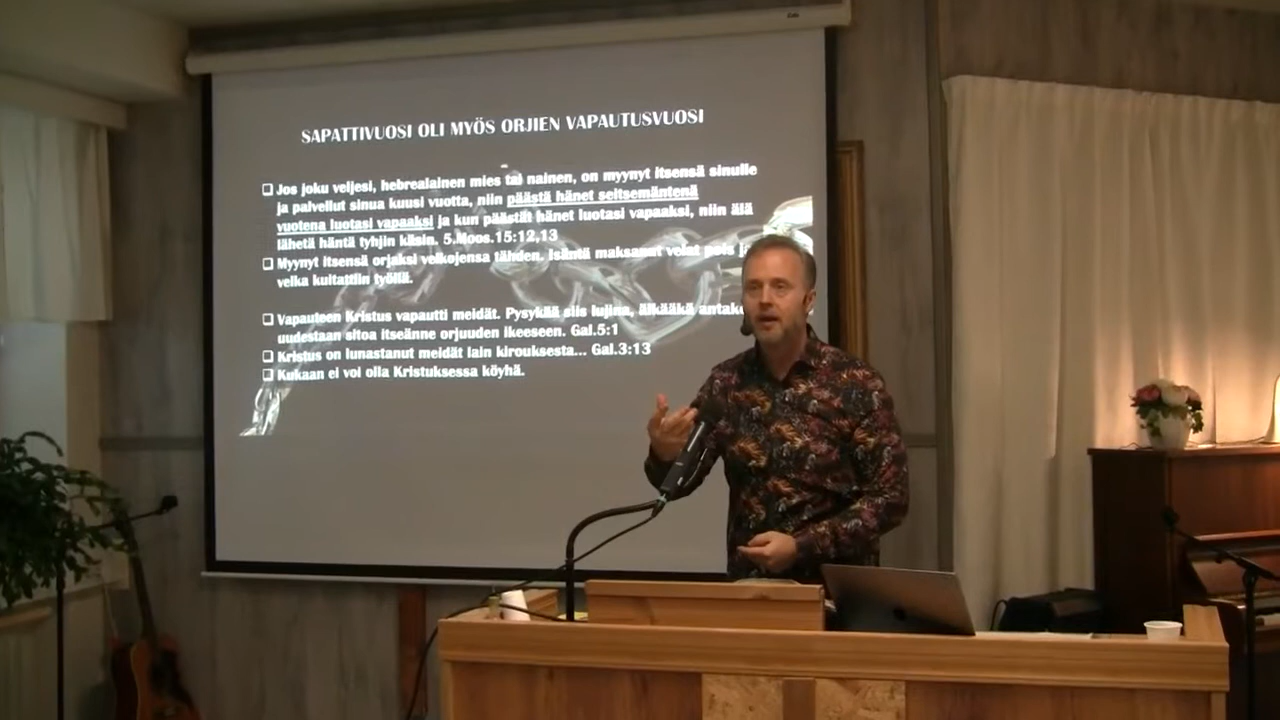 SAPATTIVUOSI OLI MYÖS ORJIEN VAPAUTUSVUOSI
❑ Jos joku veljesi, hebrealainen mies tai nainen, on myynyt itsensä sinulle
ja palvellut sinua kuusi vuotta, niin päästä hänet seitsemäntenä
vuotena luotasi vapaaksi ja kun päästät hänet luotasi vapaaksi, niin älä
lähetä häntä tyhjin käsin. 5.Moos.15:12,13
❑ Myynyt itsensä orjaksi velkojensa tähden. Isäntä maksanut velat pois ja
velka kuitattiin työllä.
❑ Vapauteen Kristus vapautti meidät. Pysykää siis lujina, älkääkä
uudestaan sitoa itseänne orjuuden ikeeseen. Gal.5:1
❑ Kristus on lunastanut meidät lain kirouksesta... Gal.3:13
❑ Kukaan ei voi olla Kristuksessa köyhä.